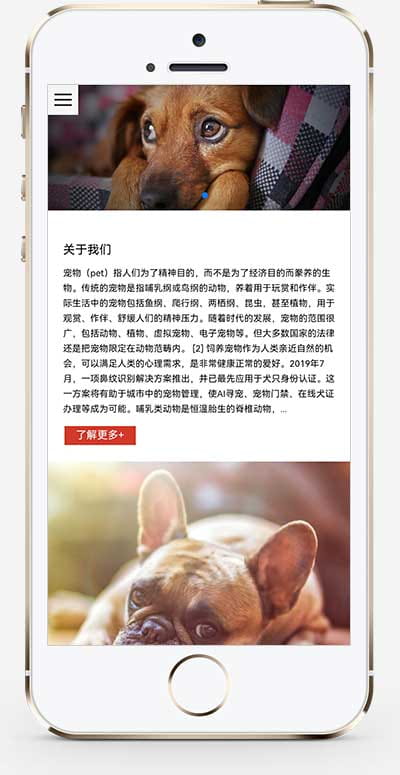 关于我们
宠物（pet）指人们为了精神目的，而不是为了经济目的而豢养的生
物。传统的宠物是指哺乳纲或鸟纲的动物，养着用于玩赏和作伴。实
际生活中的宠物包括鱼纲、爬行纲、两栖纲、昆虫，甚至植物，用于
观赏、作伴、舒缓人们的精神压力。随着时代的发展，宠物的范围很
广，包括动物、植物、虚拟宠物、电子宠物等。但大多数国家的法律
还是把宠物限定在动物范畴内。 [2] 饲养宠物作为人类亲近自然的机
会，可以满足人类的心理需求，是非常健康正常的爱好。2019年7
月，一项鼻纹识别解决方案推出，并已最先应用于犬只身份认证。这
一方案将有助于城市中的宠物管理，使AI寻宠、宠物门禁、在线犬证
办理等成为可能。哺乳类动物是恒温胎生的脊椎动物，...
了解更多+